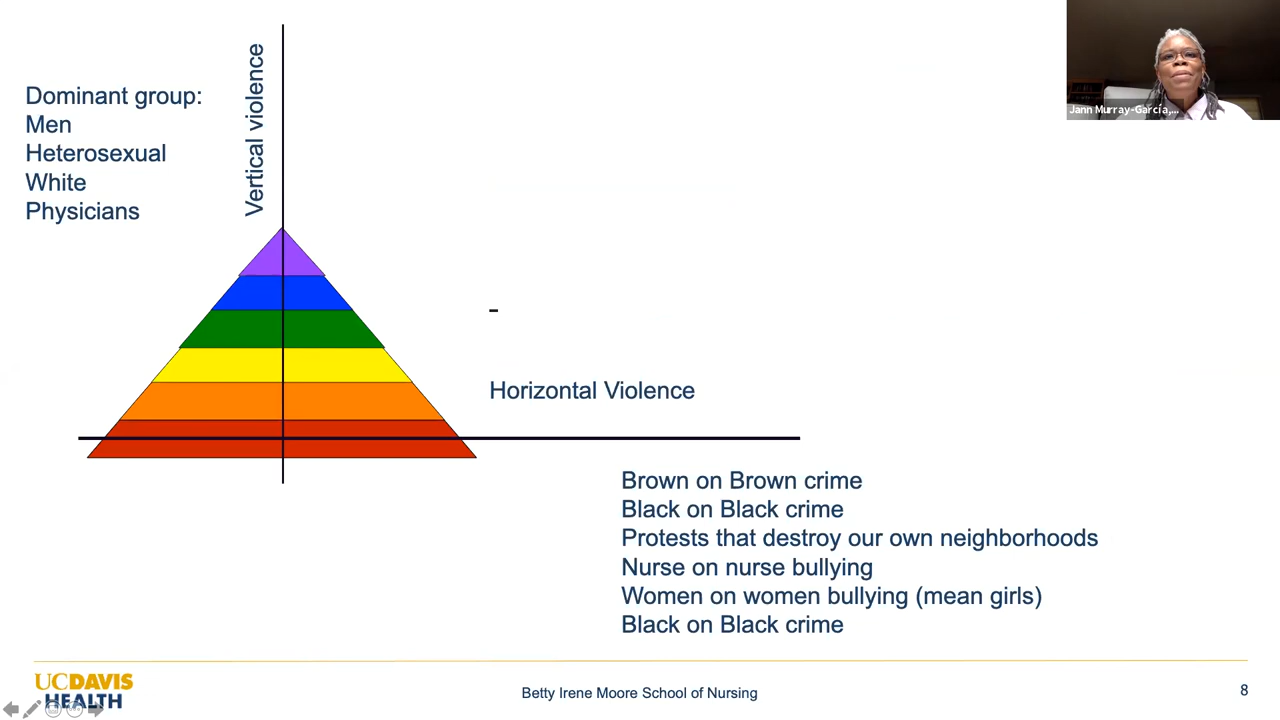 Dominant group:
Men
Heterosexual
White
Physicians
Vertical violence
Jann Murray-García,...
-
Horizontal Violence
Brown on Brown crime
Black on Black crime
Protests that destroy our own neighborhoods
Nurse on nurse bullying
Women on women bullying (mean girls)
Black on Black crime
UCDAVIS
HEALTH
Betty Irene Moore School of Nursing
8